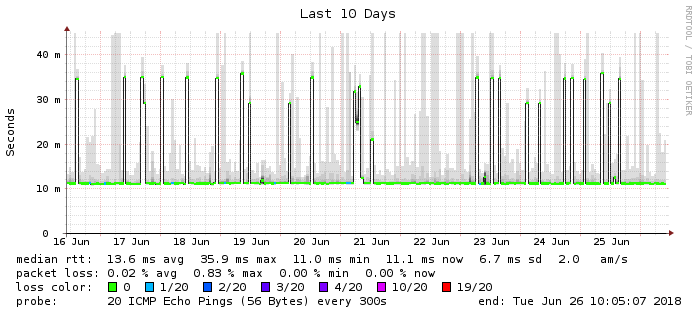 Last 10 Days
RRDTOOL / TOBI OETIKER
Seconds
40 m
30 m
20 m
10 m
0
16 Jun 17 Jun 18 Jun 19 Jun 20 Jun 21 Jun 22 Jun 23 Jun 24 Jun 25 Jun
median rtt: 13.6 ms avg 35.9 ms max 11.0 ms min 11.1 ms now 6.7 ms sd 2.0 am/s
packet loss: 0.02 % avg 0.83 % max 0.00 % min 0.00 % now
loss color: 0 1/20 2/20 3/20 4/20 10/20 19/20
probe: 20 ICMP Echo Pings (56 Bytes) every 300s end: Tue Jun 26 10:05:07 2018